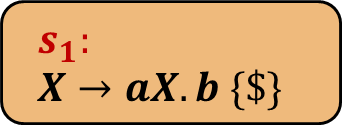 s₁:
X → aX.b {$}